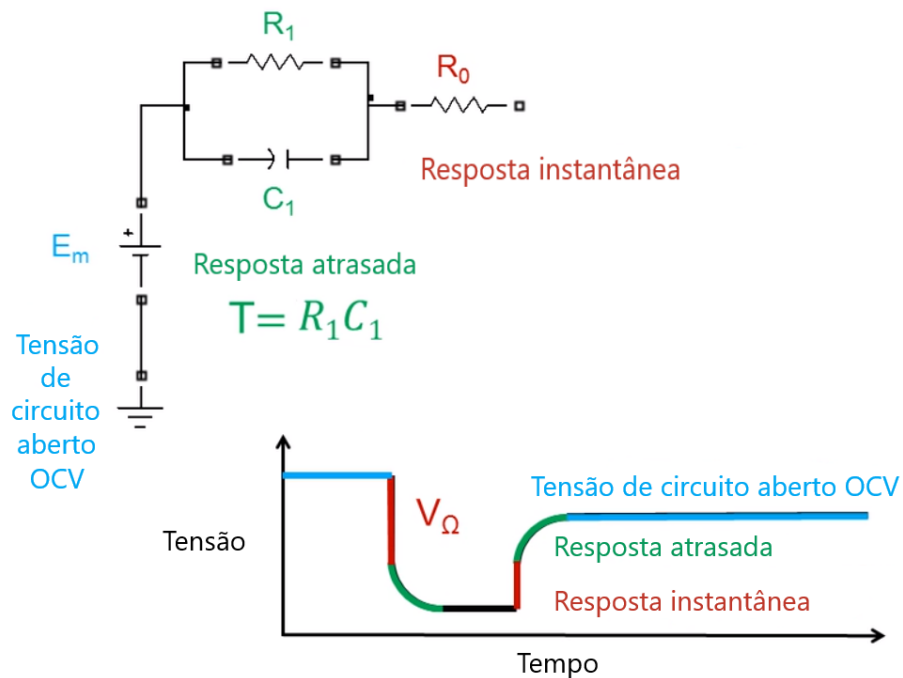 R₁
R₀
Resposta instantânea
C₁
+
Eₘ
Resposta atrasada
T= R₁C₁
Tensão
de
circuito
aberto
OCV
Tensão de circuito aberto OCV
V_Ω
Tensão
Resposta atrasada
Resposta instantânea
Tempo